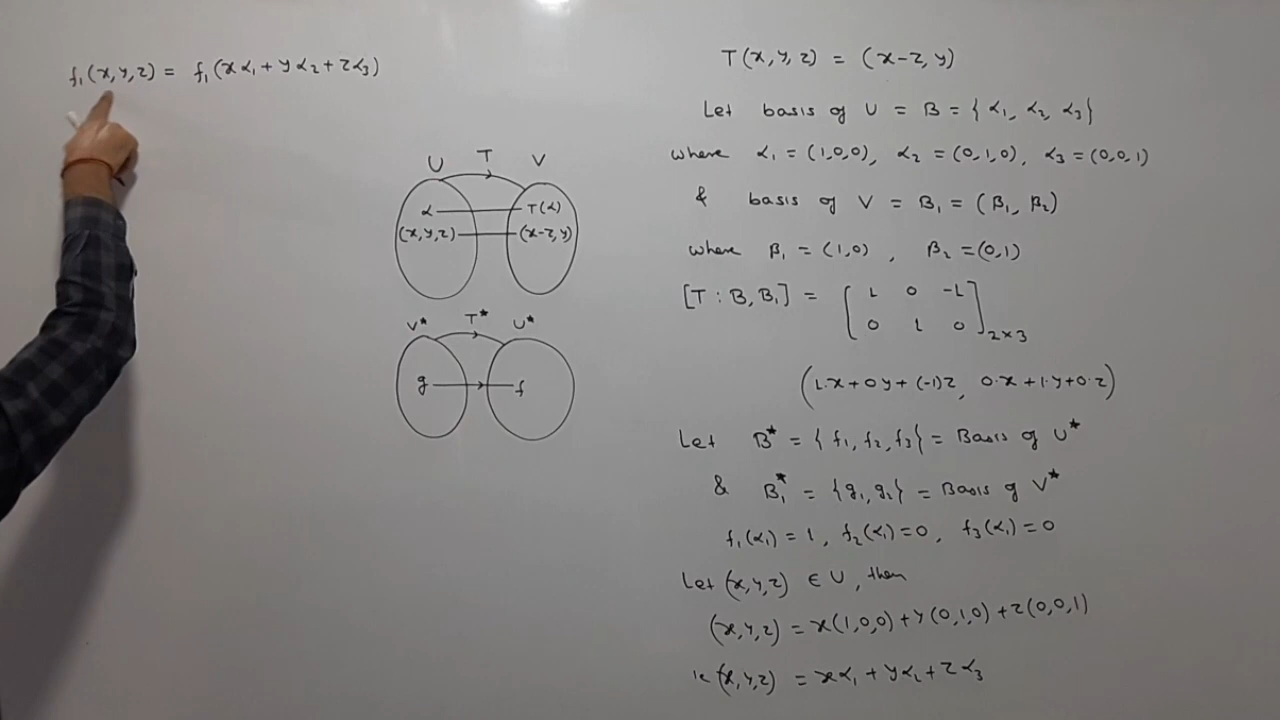 f₁(x,y,z) = f₁(xα₁ + yα₂ + zα₃)
U T V
α T(α)
(x,y,z) (x-z,y)
V* T* U*
g f
T(x,y,z) = (x-z, y)
Let basis of U = B = {α₁, α₂, α₃}
where α₁ = (1,0,0), α₂ = (0,1,0), α₃ = (0,0,1)
& basis of V = B₁ = (β₁, β₂)
where β₁ = (1,0) , β₂ = (0,1)
[T : B, B₁] = [ 1 0 -1
0 1 0 ]₂ₓ₃
(1·x + 0y + (-1)z, 0·x + 1·y + 0·z)
Let B* = {f₁, f₂, f₃} = Basis of U*
& B₁* = {g₁, g₂} = Basis of V*
f₁(α₁) = 1, f₂(α₁) = 0, f₃(α₁) = 0
Let (x,y,z) ∈ U, then
(x,y,z) = x(1,0,0) + y(0,1,0) + z(0,0,1)
ie (x,y,z) = xα₁ + yα₂ + zα₃